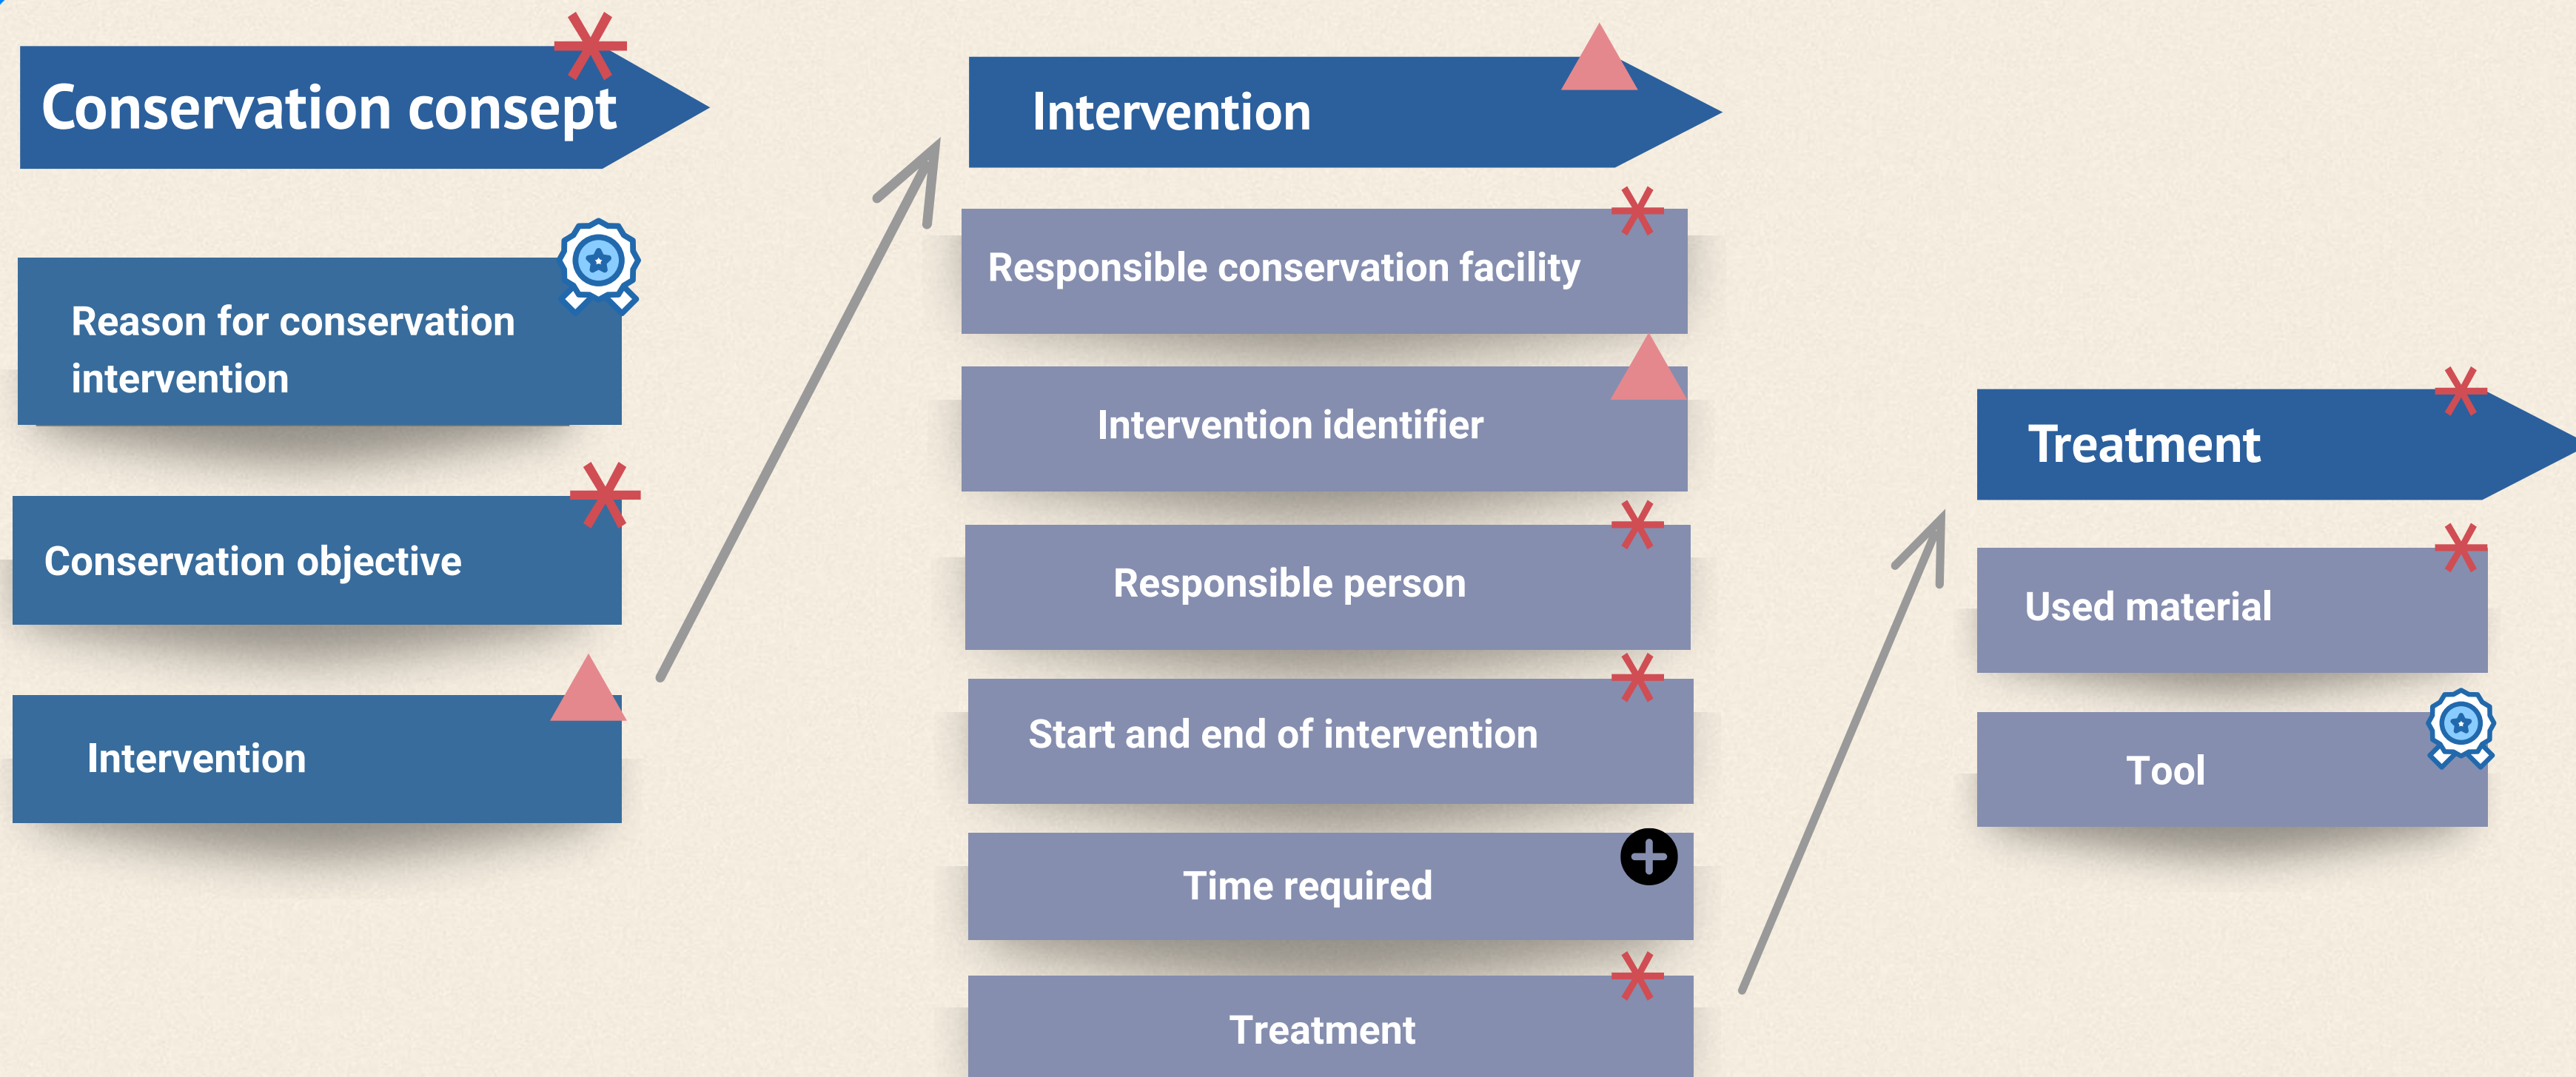 Conservation consept
Reason for conservation
intervention
Conservation objective
Intervention
Intervention
Responsible conservation facility
Intervention identifier
Responsible person
Start and end of intervention
Time required
Treatment
Treatment
Used material
Tool